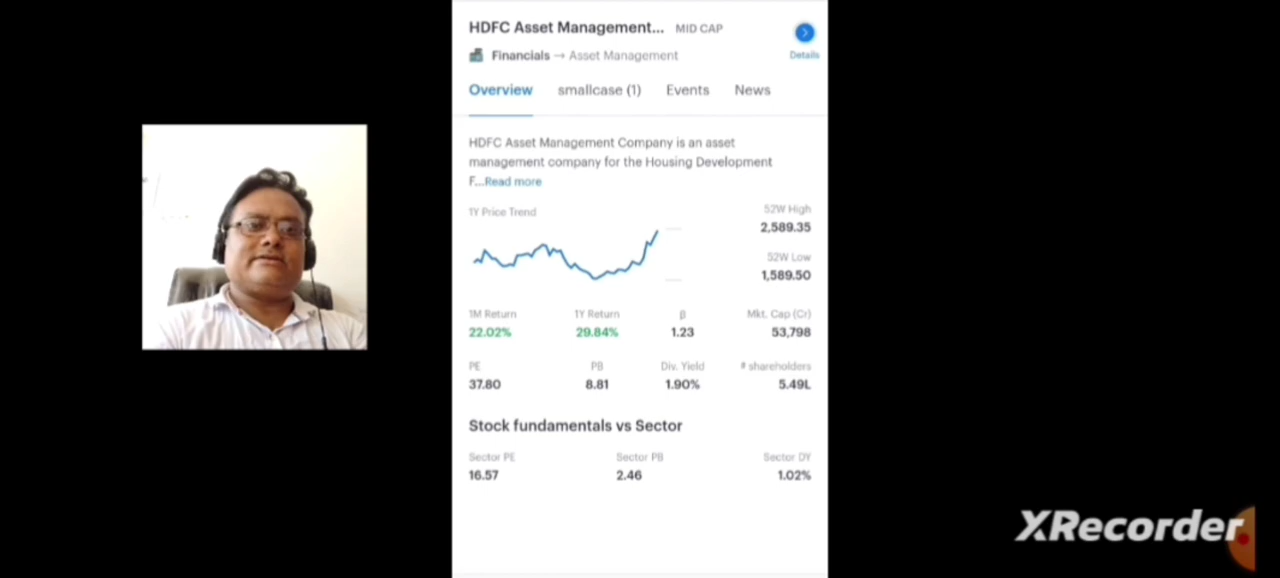 HDFC Asset Management... MID CAP
Details
Financials → Asset Management
Overview smallcase (1) Events News
HDFC Asset Management Company is an asset
management company for the Housing Development
F...Read more
1Y Price Trend
52W High
2,589.35
52W Low
1,589.50
1M Return 1Y Return β Mkt. Cap (Cr)
22.02% 29.84% 1.23 53,798
PE PB Div. Yield # shareholders
37.80 8.81 1.90% 5.49L
Stock fundamentals vs Sector
Sector PE Sector PB Sector DY
16.57 2.46 1.02%
XRecorder